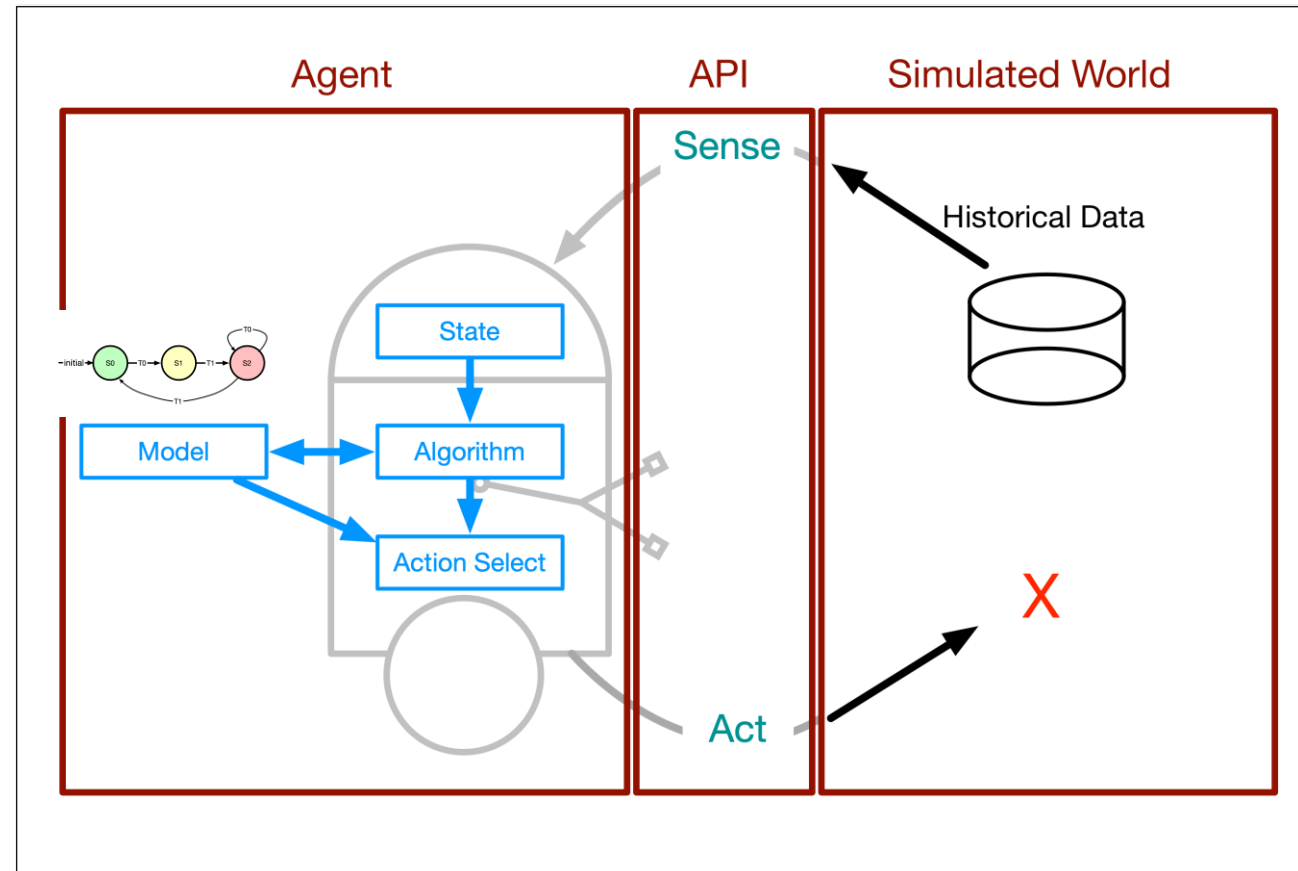 Agent
API
Simulated World
Sense
Historical Data
State
T0
initial
S0
T0
S1
T1
S2
T1
Model
Algorithm
Action Select
X
Act